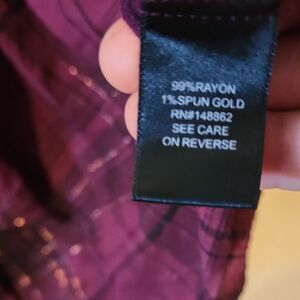 99%RAYON
1%SPUN GOLD
RN#148862
SEE CARE
ON REVERSE